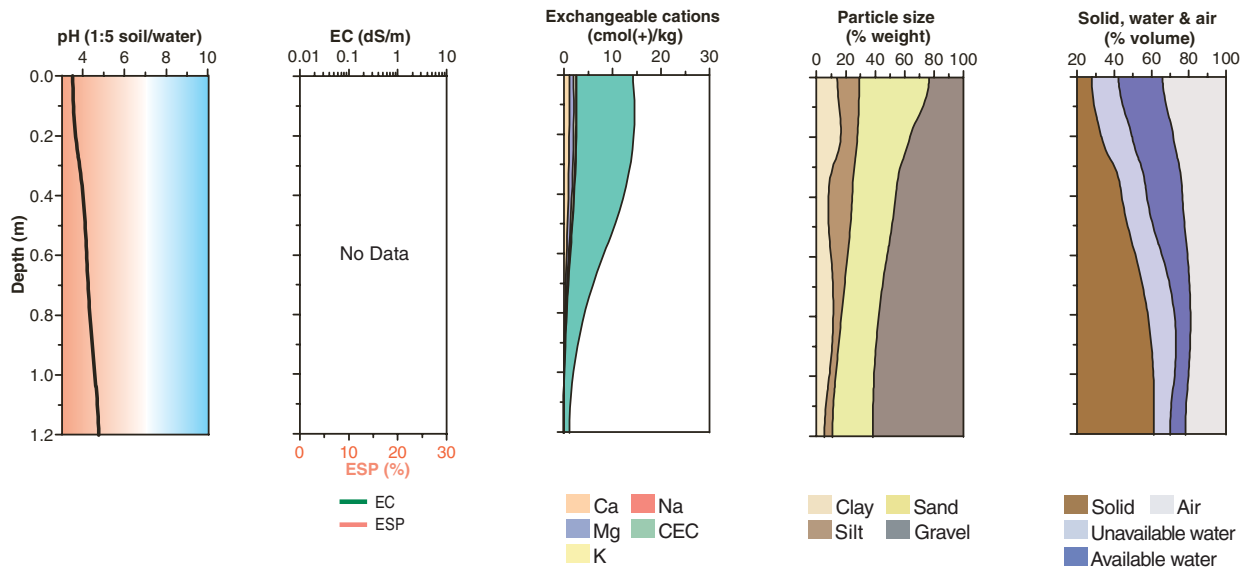 pH (1:5 soil/water)
4 6 8 10
0.0
0.2
0.4
0.6
0.8
1.0
1.2
Depth (m)
EC (dS/m)
0.01 0.1 1 10
No Data
0 10 20 30
ESP (%)
EC
ESP
Exchangeable cations
(cmol(+)/kg)
0 10 20 30
Ca Na
Mg CEC
K
Particle size
(% weight)
0 20 40 60 80 100
Clay Sand
Silt Gravel
Solid, water & air
(% volume)
20 40 60 80 100
Solid Air
Unavailable water
Available water